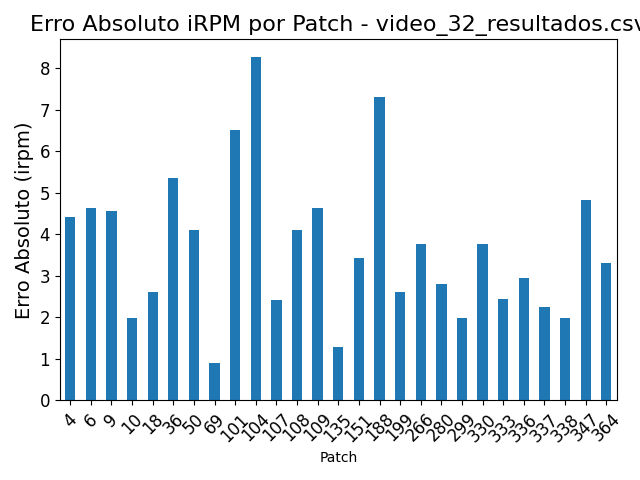 Erro Absoluto iRPM por Patch - video_32_resultados.csv
Erro Absoluto (irpm)
8
7
6
5
4
3
2
1
0
4 6 9 10 18 36 50 69 101 104 107 108 109 135 151 188 199 266 280 299 330 333 336 337 338 347 364
Patch